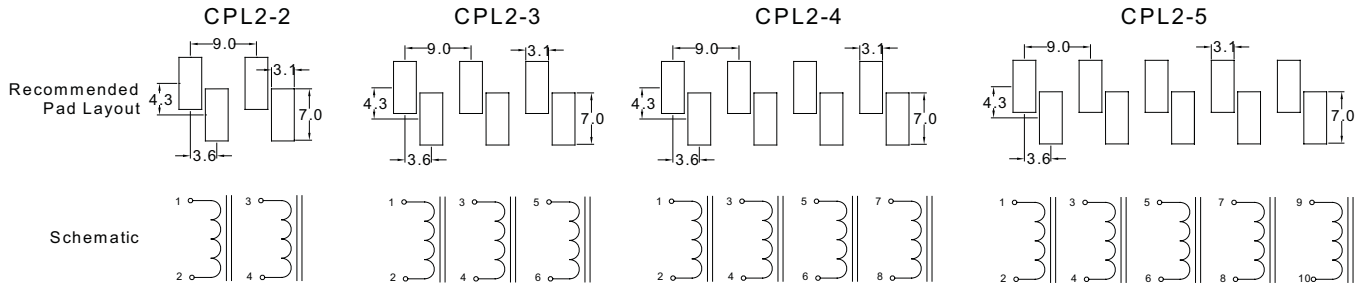 CPL2-2 CPL2-3 CPL2-4 CPL2-5
9.0 9.0 3.1 9.0 3.1 9.0 3.1
3.1
Recommended
Pad Layout
4.3 7.0 4.3 7.0 4.3 7.0 4.3 7.0
3.6 3.6 3.6 3.6
1 3 1 3 5 1 3 5 7 1 3 5 7 9
Schematic
2 4 2 4 6 2 4 6 8 2 4 6 8 10